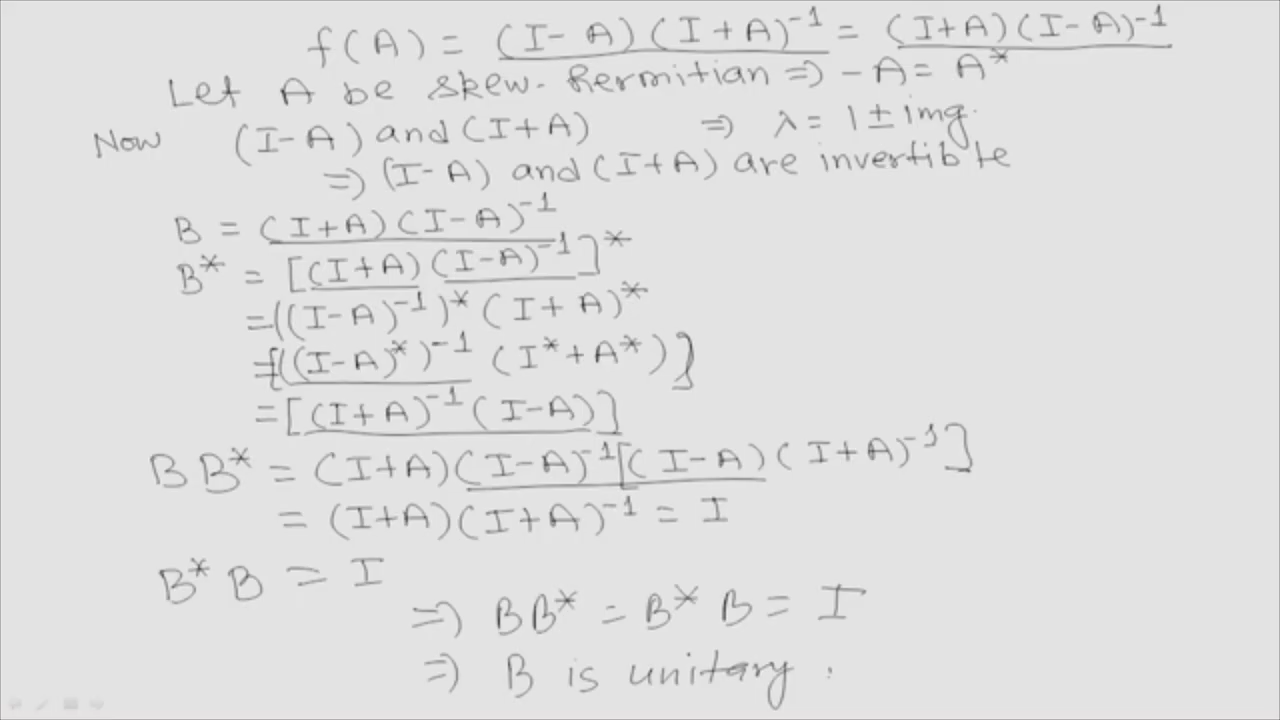 f(A) = (I-A)(I+A)⁻¹ = (I+A)(I-A)⁻¹
Let A be skew-Hermitian ⇒ -A = A*
Now (I-A) and (I+A) ⇒ λ = 1 ± img.
⇒ (I-A) and (I+A) are invertible
B = (I+A)(I-A)⁻¹
B* = [(I+A)(I-A)⁻¹]*
= ((I-A)⁻¹)* (I+A)*
= {((I-A)*)⁻¹ (I*+A*)}
= [(I+A)⁻¹(I-A)]
BB* = (I+A)(I-A)⁻¹[(I-A)(I+A)⁻¹]
= (I+A)(I+A)⁻¹ = I
B*B = I
⇒ BB* = B*B = I
⇒ B is unitary.